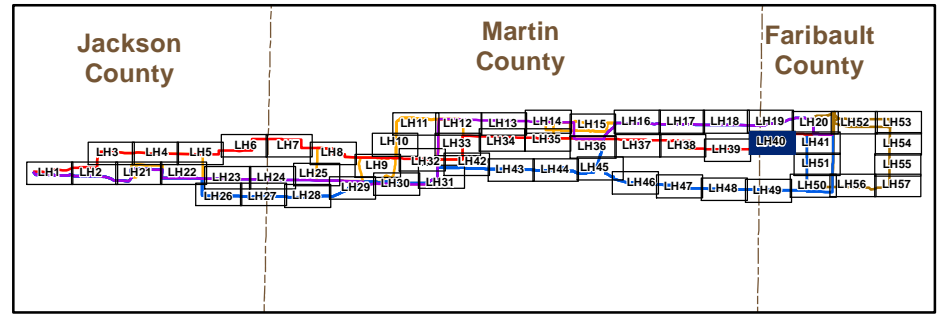 Jackson
County
Martin
County
Faribault
County
LH11 LH12 LH13 LH14 LH15 LH16 LH17 LH18 LH19 LH20 LH52 LH53
LH3 LH4 LH5 LH6 LH7 LH8 LH10 LH33 LH34 LH35 LH36 LH37 LH38 LH39 LH40 LH41 LH54
LH1 LH2 LH21 LH22 LH23 LH24 LH25 LH9 LH32 LH42 LH43 LH44 LH45 LH51 LH55
LH26 LH27 LH28 LH29 LH30 LH31 LH46 LH47 LH48 LH49 LH50 LH56 LH57